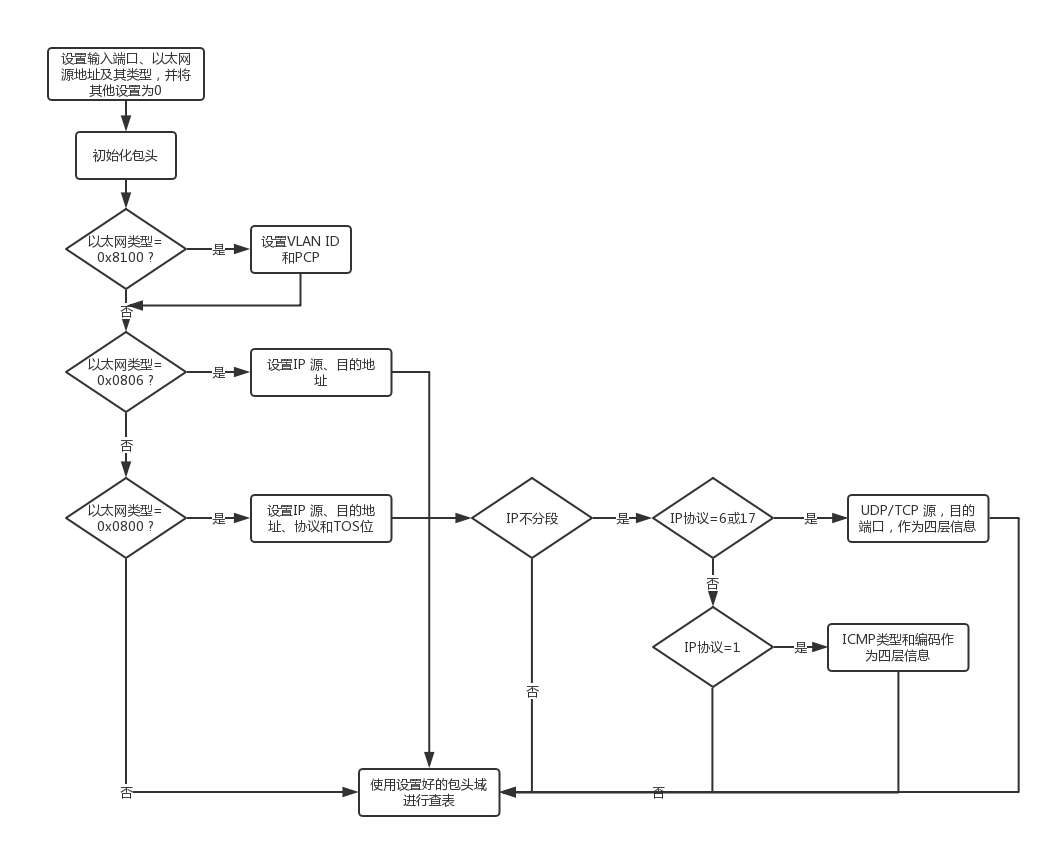 设置输入端口、以太网
源地址及其类型，并将
其他设置为0
初始化包头
以太网类型=
0x8100？
是
设置VLAN ID
和PCP
否
以太网类型=
0x0806？
是
设置IP 源、目的地
址
否
以太网类型=
0x0800？
是
设置IP 源、目的地
址、协议和TOS位
IP不分段
是
IP协议=6或17
是
UDP/TCP 源，目的
端口，作为四层信息
否
IP协议=1
是
ICMP类型和编码作
为四层信息
否
否
使用设置好的包头域
进行查表
否